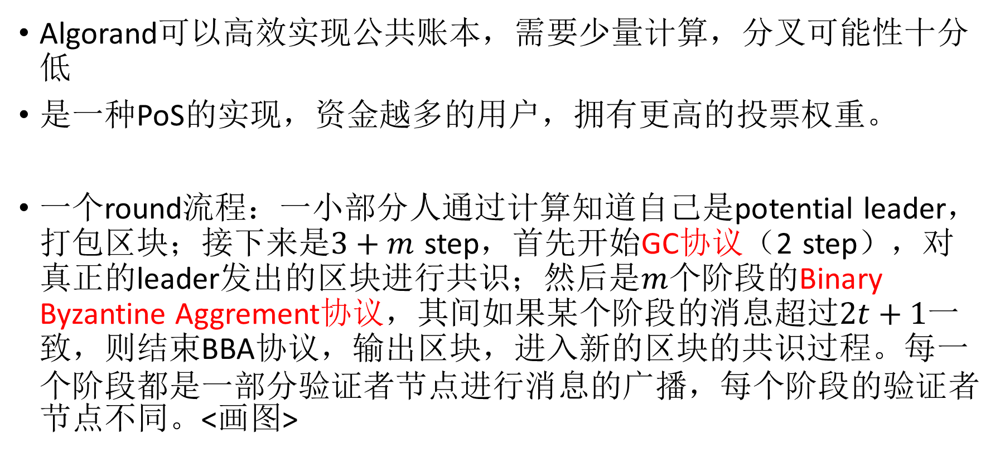 • Algorand可以高效实现公共账本，需要少量计算，分叉可能性十分
低
• 是一种PoS的实现，资金越多的用户，拥有更高的投票权重。
• 一个round流程：一小部分人通过计算知道自己是potential leader，
打包区块；接下来是3 + m step，首先开始GC协议（2 step），对
真正的leader发出的区块进行共识；然后是m个阶段的Binary
Byzantine Aggrement协议，其间如果某个阶段的消息超过2t + 1一
致，则结束BBA协议，输出区块，进入新的区块的共识过程。每一
个阶段都是一部分验证者节点进行消息的广播，每个阶段的验证者
节点不同。<画图>